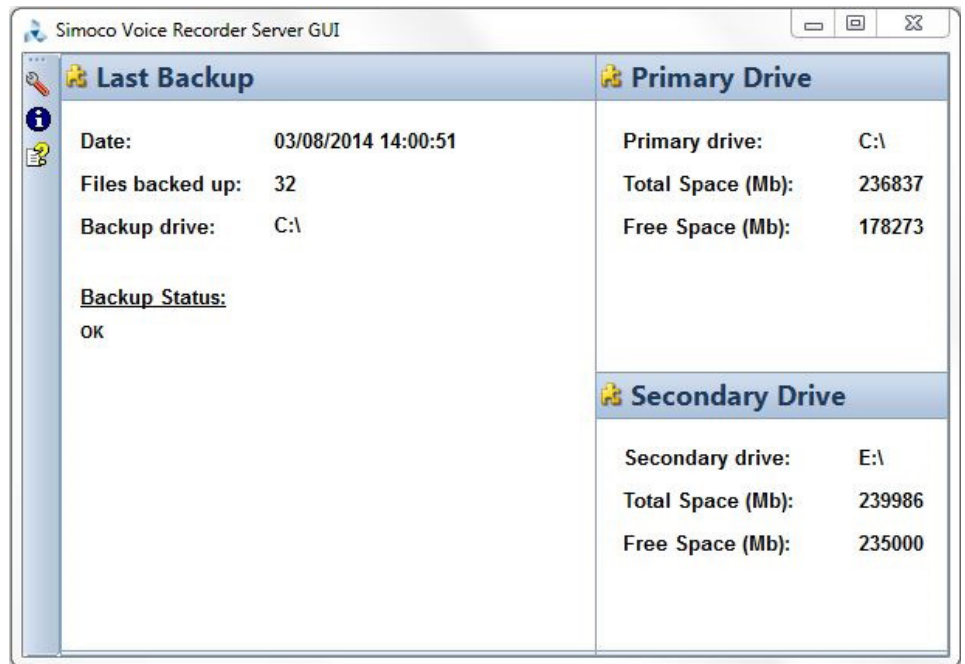 Simoco Voice Recorder Server GUI
Last Backup
Date: 03/08/2014 14:00:51
Files backed up: 32
Backup drive: C:\
Backup Status:
OK
Primary Drive
Primary drive: C:\
Total Space (Mb): 236837
Free Space (Mb): 178273
Secondary Drive
Secondary drive: E:\
Total Space (Mb): 239986
Free Space (Mb): 235000